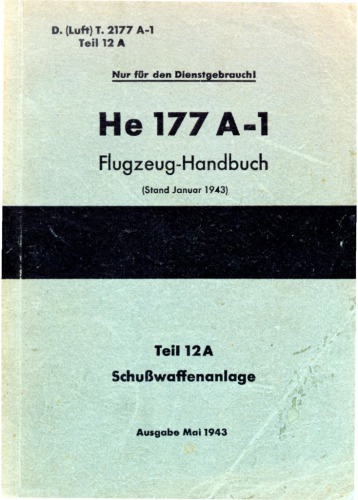 D. (Luft) T. 2177 A-1
Teil 12 A
Nur für den Dienstgebrauch!
He 177 A-1
Flugzeug-Handbuch
(Stand Januar 1943)
Teil 12A
Schußwaffenanlage
Ausgabe Mai 1943